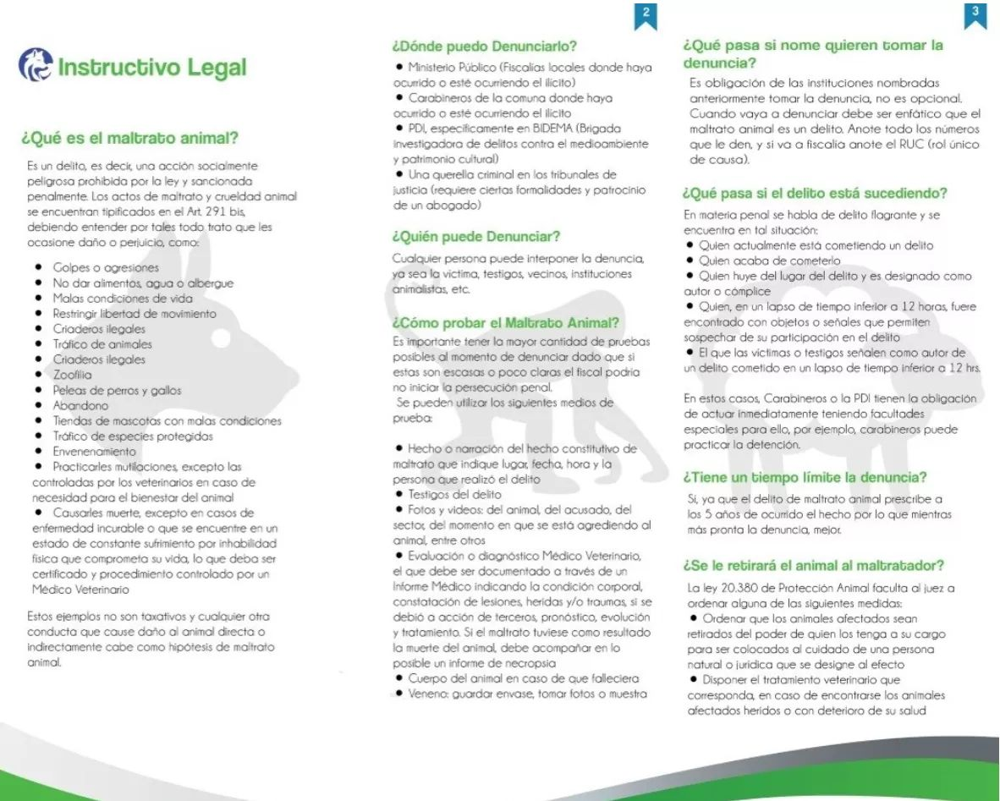 Instructivo Legal
¿Qué es el maltrato animal?
Es un delito, es decir, una acción socialmente
peligrosa prohibida por la ley y sancionada
penalmente. Los actos de maltrato y crueldad animal
se encuentran tipificados en el Art. 291 bis,
debiendo entender por tales todo trato que les
ocasione daño o perjuicio, como:
● Golpes o agresiones
● No dar alimentos, agua o albergue
● Malas condiciones de vida
● Restringir libertad de movimiento
● Criaderos ilegales
● Tráfico de animales
● Criaderos ilegales
● Zoofilia
● Peleas de perros y gallos
● Abandono
● Tiendas de mascotas con malas condiciones
● Tráfico de especies protegidas
● Envenenamiento
● Practicarles mutilaciones, excepto las
controladas por los veterinarios en caso de
necesidad para el bienestar del animal
● Causarles muerte, excepto en casos de
enfermedad incurable o que se encuentre en un
estado de constante sufrimiento por inhabilidad
física que comprometa su vida, lo que deba ser
certificado y procedimiento controlado por un
Médico Veterinario
Estos ejemplos no son taxativos y cualquier otra
conducta que cause daño al animal directa o
indirectamente cabe como hipótesis de maltrato
animal.
2
¿Dónde puedo Denunciarlo?
● Ministerio Público (Fiscalías locales donde haya
ocurrido o esté ocurriendo el ilícito)
● Carabineros de la comuna donde haya
ocurrido o esté ocurriendo el ilícito
● PDI, específicamente en BIDEMA (Brigada
investigadora de delitos contra el medioambiente
y patrimonio cultural)
● Una querella criminal en los tribunales de
justicia (requiere ciertas formalidades y patrocinio
de un abogado)
¿Quién puede Denunciar?
Cualquier persona puede interponer la denuncia,
ya sea la víctima, testigos, vecinos, instituciones
animalistas, etc.
¿Cómo probar el Maltrato Animal?
Es importante tener la mayor cantidad de pruebas
posibles al momento de denunciar dado que si
estas son escasas o poco claras el fiscal podría
no iniciar la persecución penal.
Se pueden utilizar los siguientes medios de
prueba:
● Hecho o narración del hecho constitutivo de
maltrato que indique lugar, fecha, hora y la
persona que realizó el delito
● Testigos del delito
● Fotos y videos: del animal, del acusado, del
sector, del momento en que se está agrediendo al
animal, entre otros
● Evaluación o diagnóstico Médico Veterinario,
el que debe ser documentado a través de un
Informe Médico indicando la condición corporal,
constatación de lesiones, heridas y/o traumas, si se
debió a acción de terceros, pronóstico, evolución
y tratamiento. Si el maltrato tuviese como resultado
la muerte del animal, debe acompañar en lo
posible un informe de necropsia
● Cuerpo del animal en caso de que falleciera
● Veneno: guardar envase, tomar fotos o muestra
3
¿Qué pasa si nome quieren tomar la
denuncia?
Es obligación de las instituciones nombradas
anteriormente tomar la denuncia, no es opcional.
Cuando vaya a denunciar debe ser enfático que el
maltrato animal es un delito. Anote todo los números
que le den, y si va a fiscalía anote el RUC (rol único
de causa).
¿Qué pasa si el delito está sucediendo?
En materia penal se habla de delito flagrante y se
encuentra en tal situación:
● Quien actualmente está cometiendo un delito
● Quien acaba de cometerlo
● Quien huye del lugar del delito y es designado como
autor o cómplice
● Quien, en un lapso de tiempo inferior a 12 horas, fuere
encontrado con objetos o señales que permiten
sospechar de su participación en el delito
● El que las víctimas o testigos señalen como autor de
un delito cometido en un lapso de tiempo inferior a 12 hrs.
En estos casos, Carabineros o la PDI tienen la obligación
de actuar inmediatamente teniendo facultades
especiales para ello, por ejemplo, carabineros puede
practicar la detención.
¿Tiene un tiempo límite la denuncia?
Sí, ya que el delito de maltrato animal prescribe a
los 5 años de ocurrido el hecho por lo que mientras
más pronta la denuncia, mejor.
¿Se le retirará el animal al maltratador?
La ley 20.380 de Protección Animal faculta al juez a
ordenar alguna de las siguientes medidas:
● Ordenar que los animales afectados sean
retirados del poder de quien los tenga a su cargo
para ser colocados al cuidado de una persona
natural o jurídica que se designe al efecto
● Disponer el tratamiento veterinario que
corresponda, en caso de encontrarse los animales
afectados heridos o con deterioro de su salud